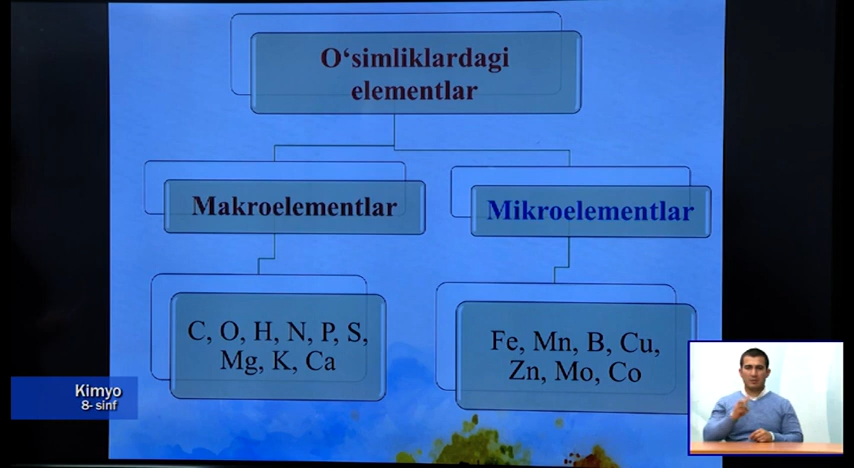 O‘simliklardagi
elementlar
Makroelementlar
Mikroelementlar
C, O, H, N, P, S,
Mg, K, Ca
Fe, Mn, B, Cu,
Zn, Mo, Co
Kimyo
8- sinf